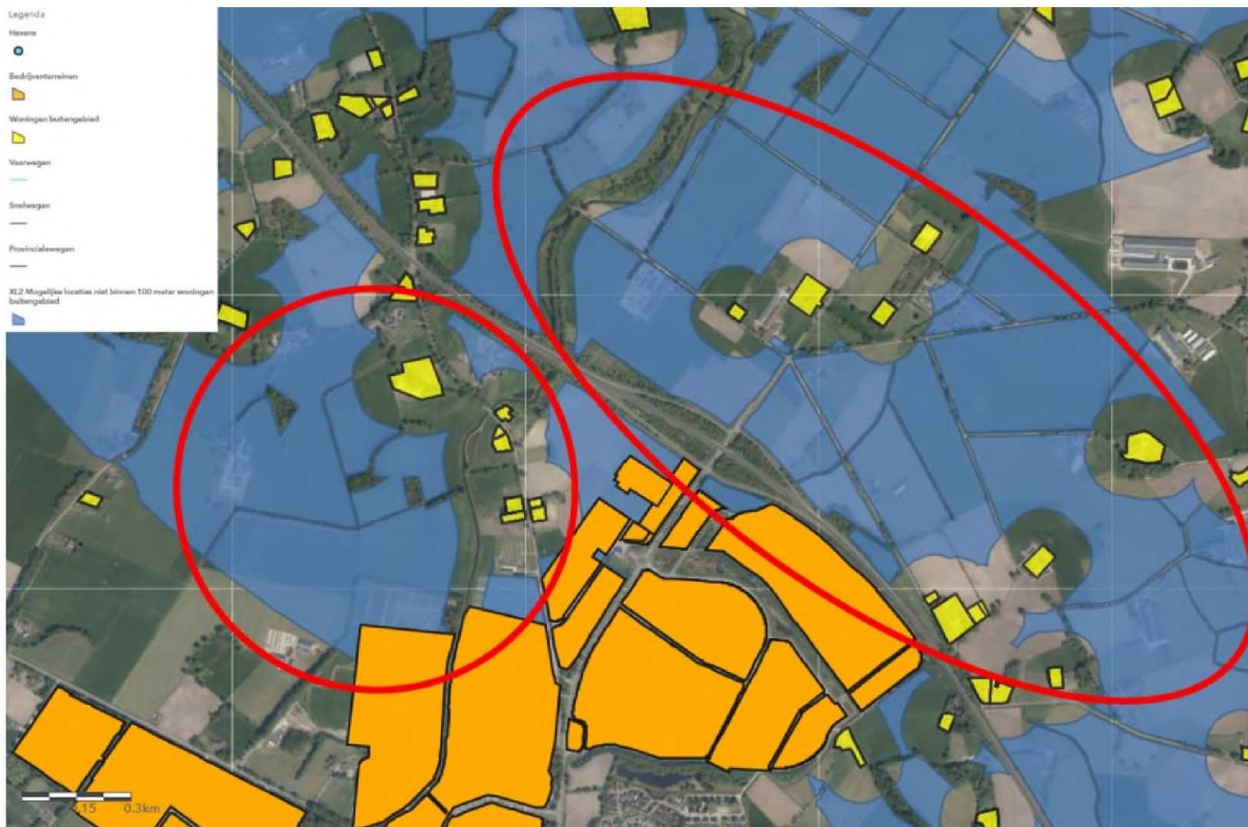 Legenda
Havens
Bedrijventerreinen
Woningen buitengebied
Vaarwegen
Snelwegen
Provincialewegen
XL2 Mogelijke locaties niet binnen 100 meter woningen
buitengebied
0.3km